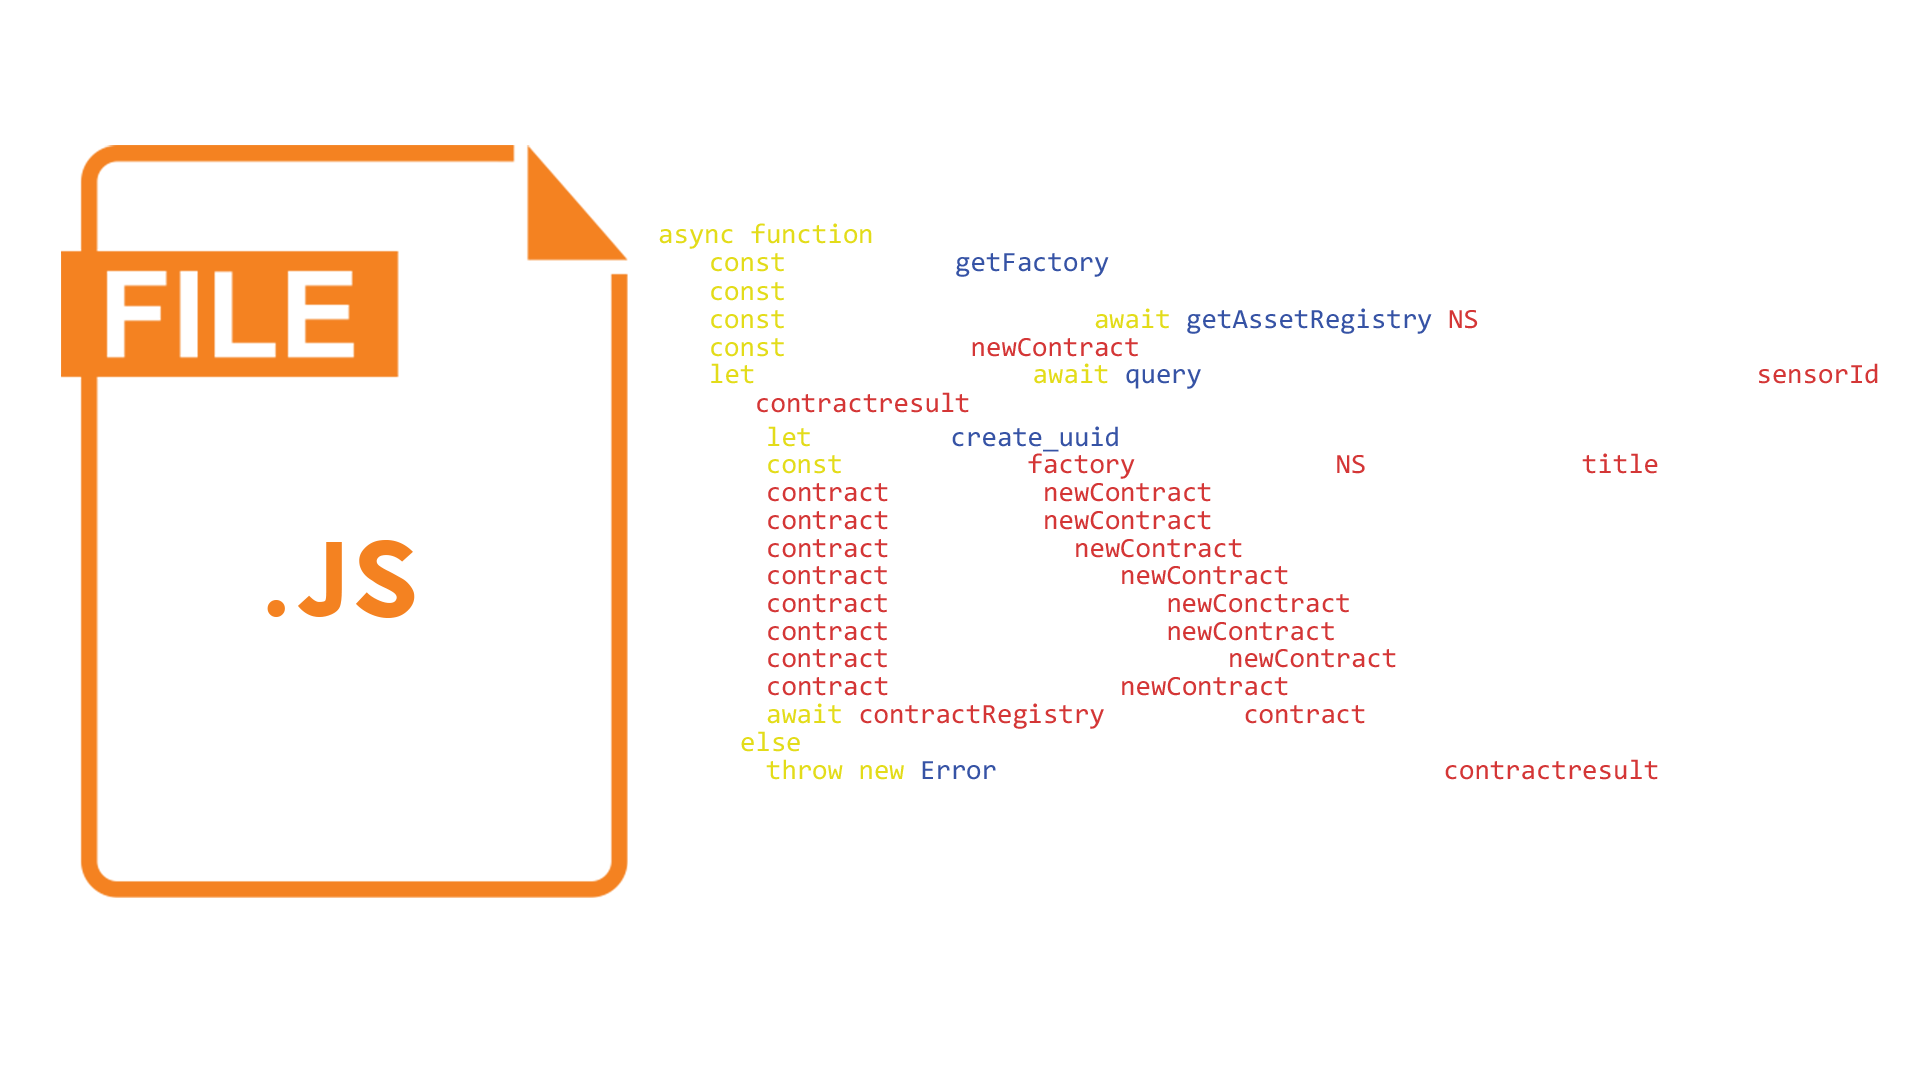 FILE
.JS
async function
const getFactory
const
const await getAssetRegistry NS
const newContract
let await query sensorId
contractresult
let create_uuid
const factory NS title
contract newContract
contract newContract
contract newContract
contract newContract
contract newConctract
contract newContract
contract newContract
contract newContract
await contractRegistry contract
else
throw new Error contractresult